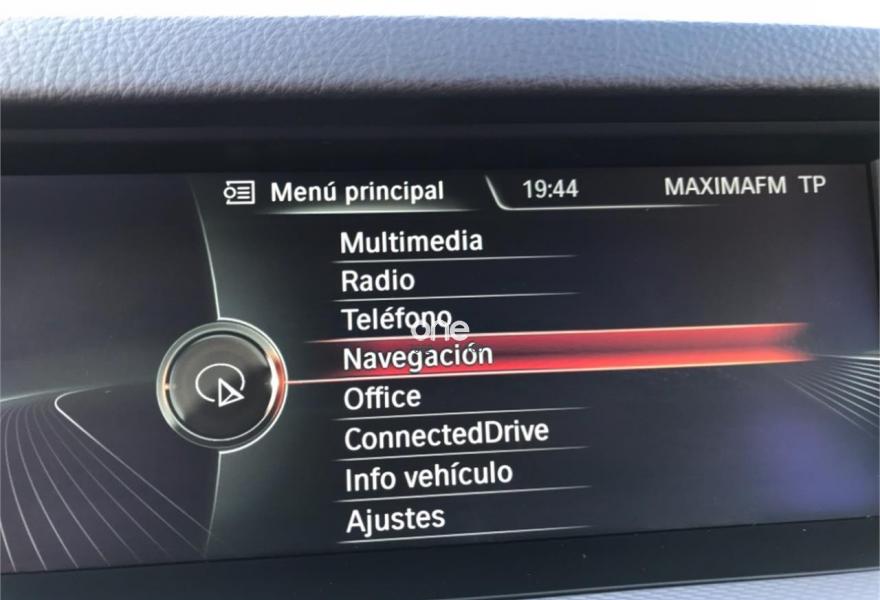 Menú principal 19:44 MAXIMAFM TP
Multimedia
Radio
Teléfono
one
Navegación
Office
ConnectedDrive
Info vehículo
Ajustes